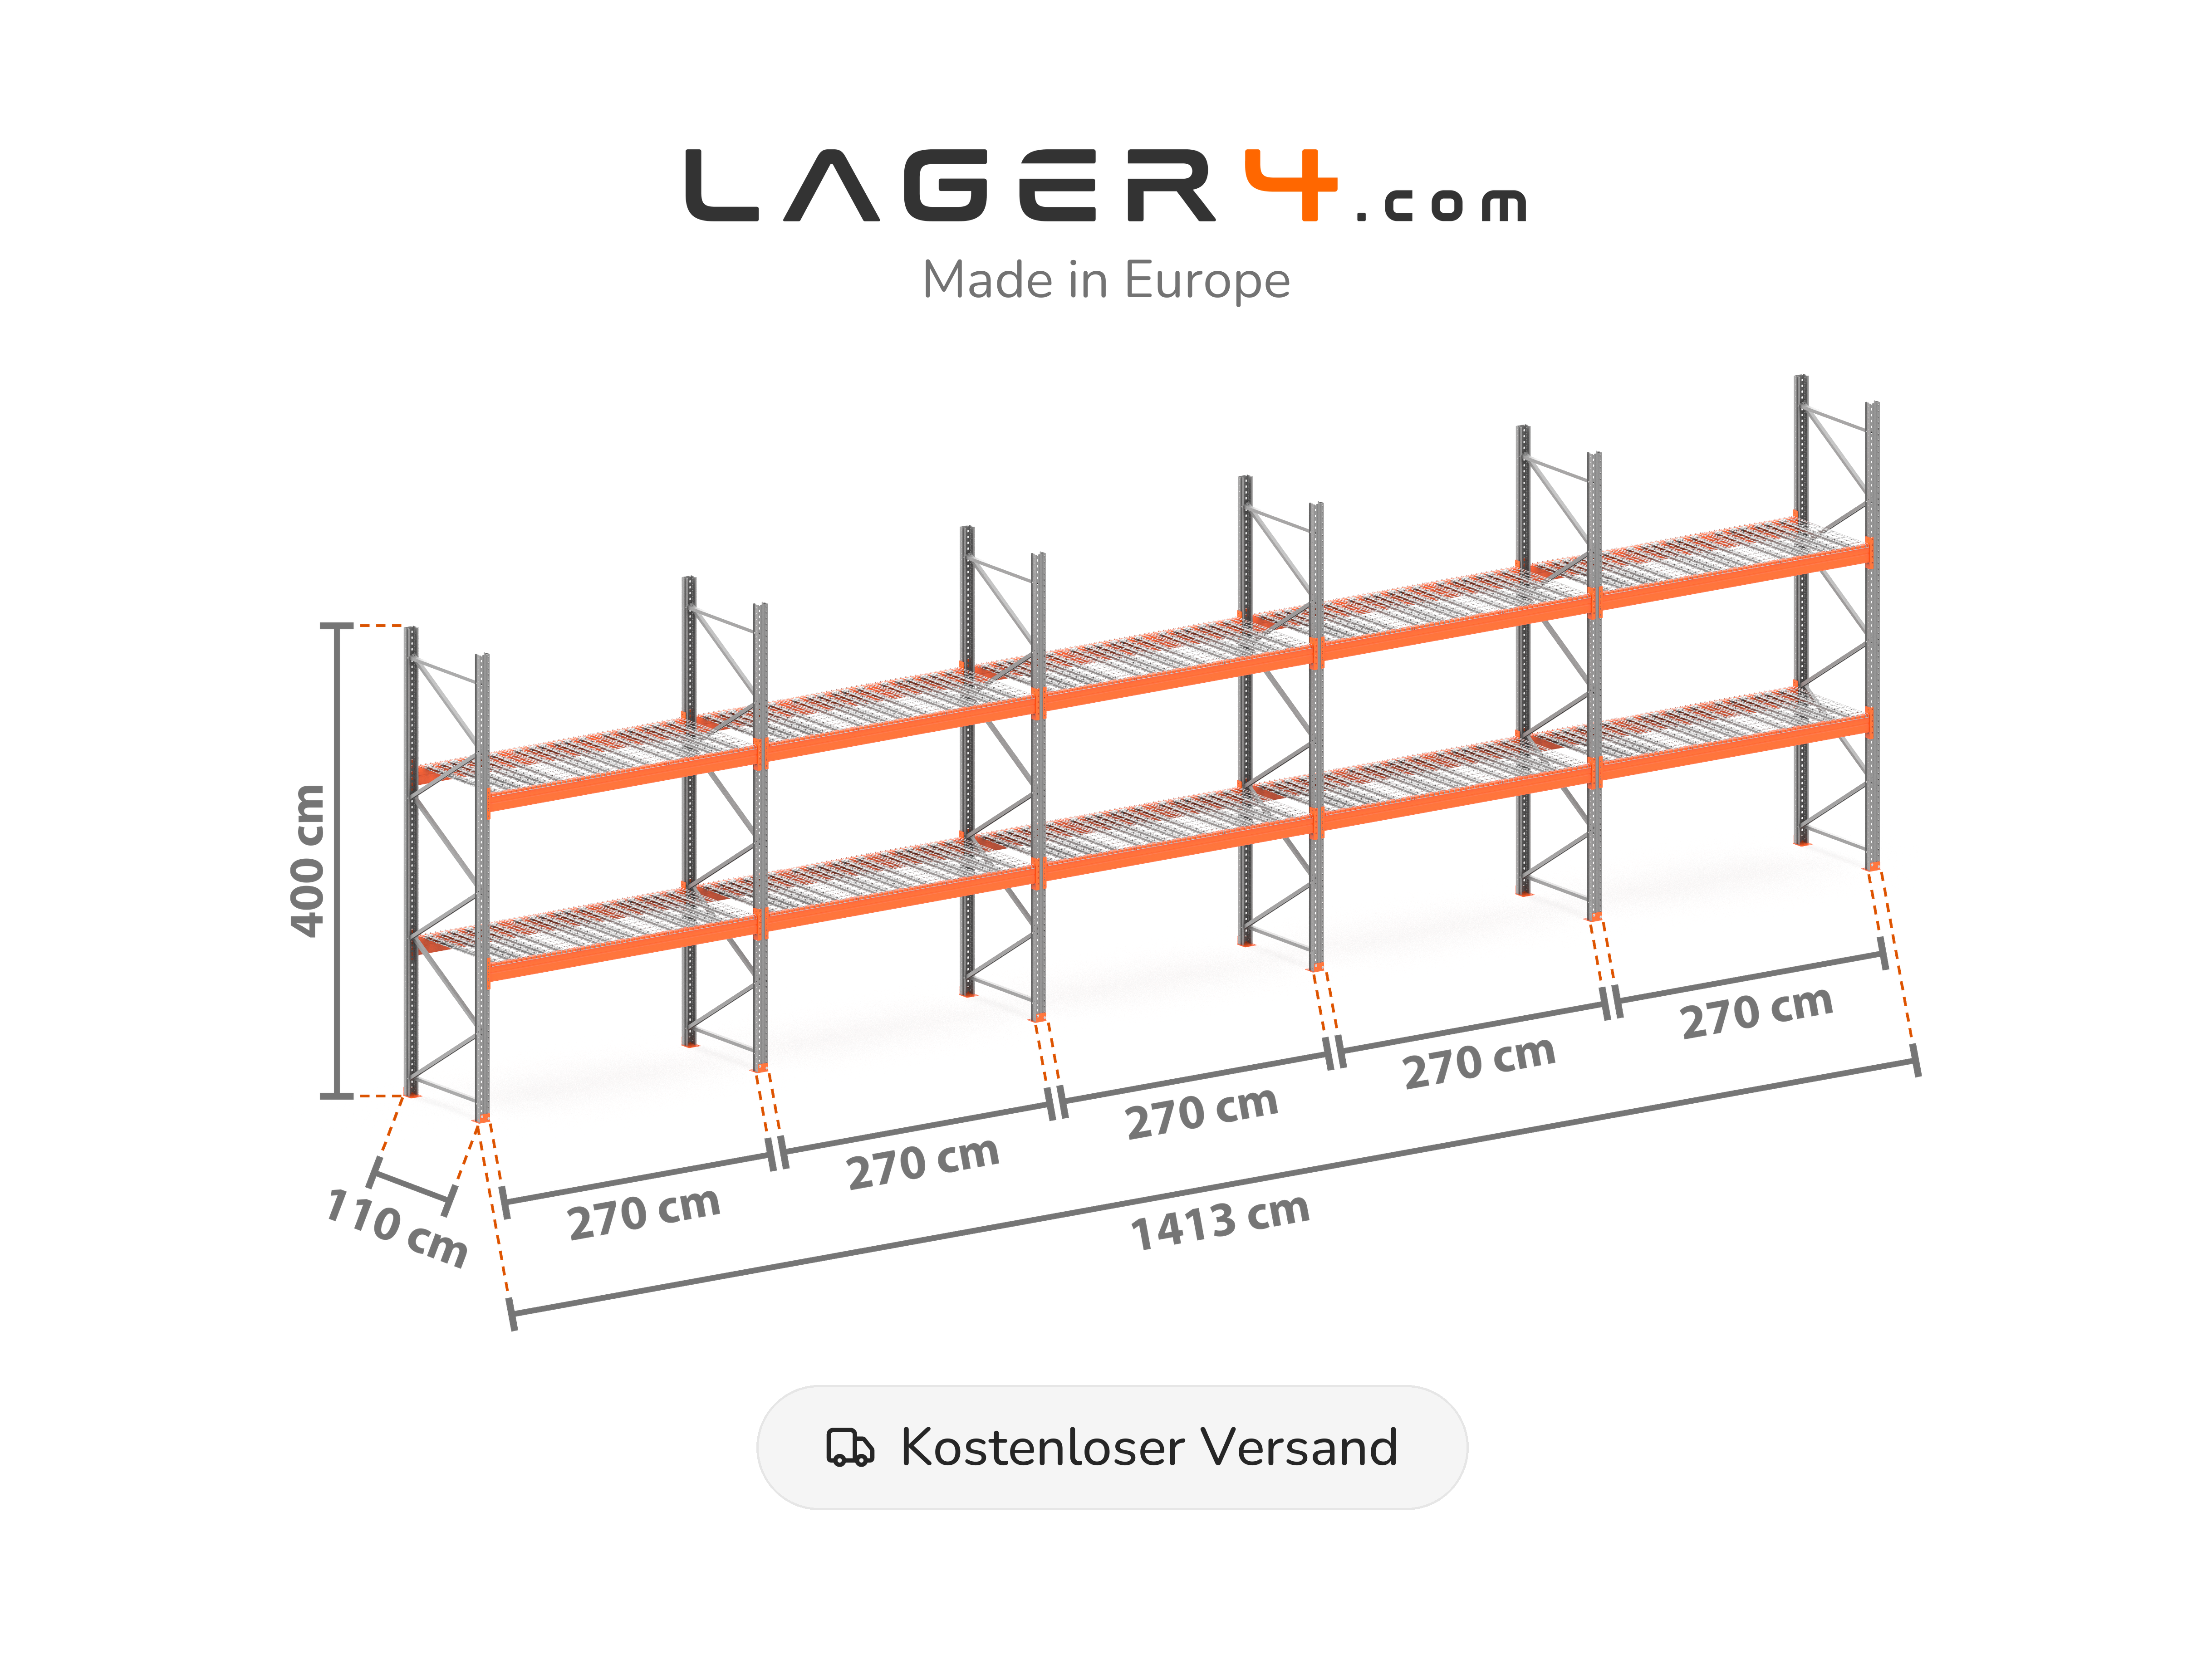 LAGER4.com
Made in Europe
400 cm
110 cm
270 cm
270 cm
270 cm
270 cm
270 cm
1413 cm
Kostenloser Versand